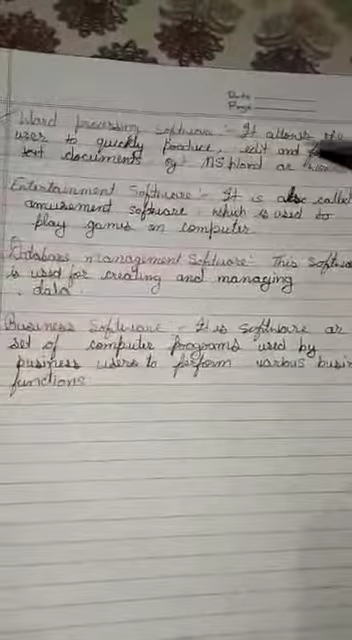 Date
Page
Word processing software :- It allows the
user to quickly produce, edit and
text documents eg:- MS Word or
Entertainment Software :- It is also called
amusement software which is used to
play games on computer
Database management Software :- This Software
is used for creating and managing
data.
Business Software - It is software or
set of computer programs used by
business users to perform various busin
functions